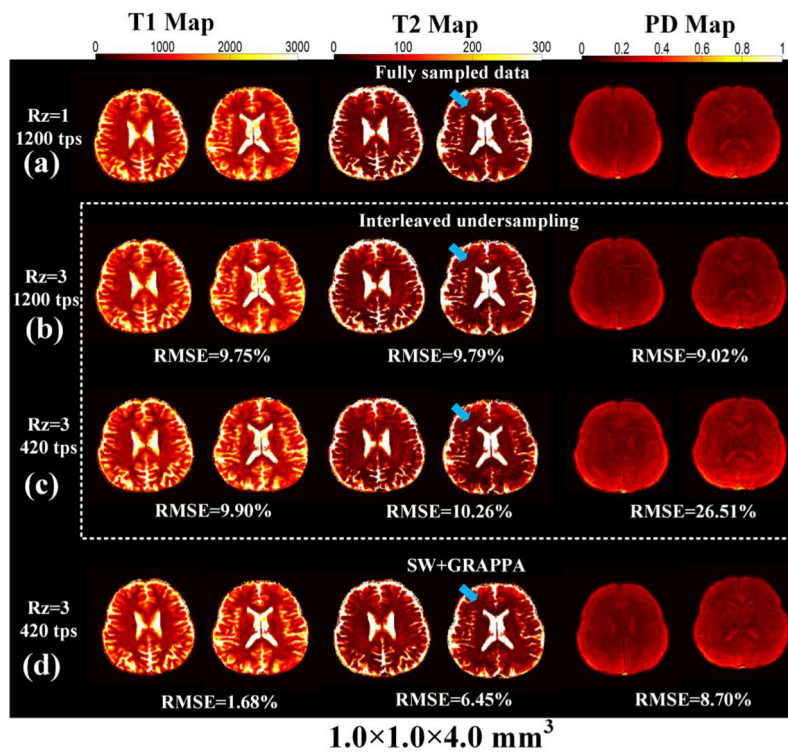 T1 Map T2 Map PD Map
0 1000 2000 3000 0 100 200 300 0 0.2 0.4 0.6 0.8 1
Fully sampled data
Rz=1
1200 tps
(a)
Interleaved undersampling
Rz=3
1200 tps
(b)
RMSE=9.75% RMSE=9.79% RMSE=9.02%
Rz=3
420 tps
(c)
RMSE=9.90% RMSE=10.26% RMSE=26.51%
SW+GRAPPA
Rz=3
420 tps
(d)
RMSE=1.68% RMSE=6.45% RMSE=8.70%
1.0×1.0×4.0 mm³